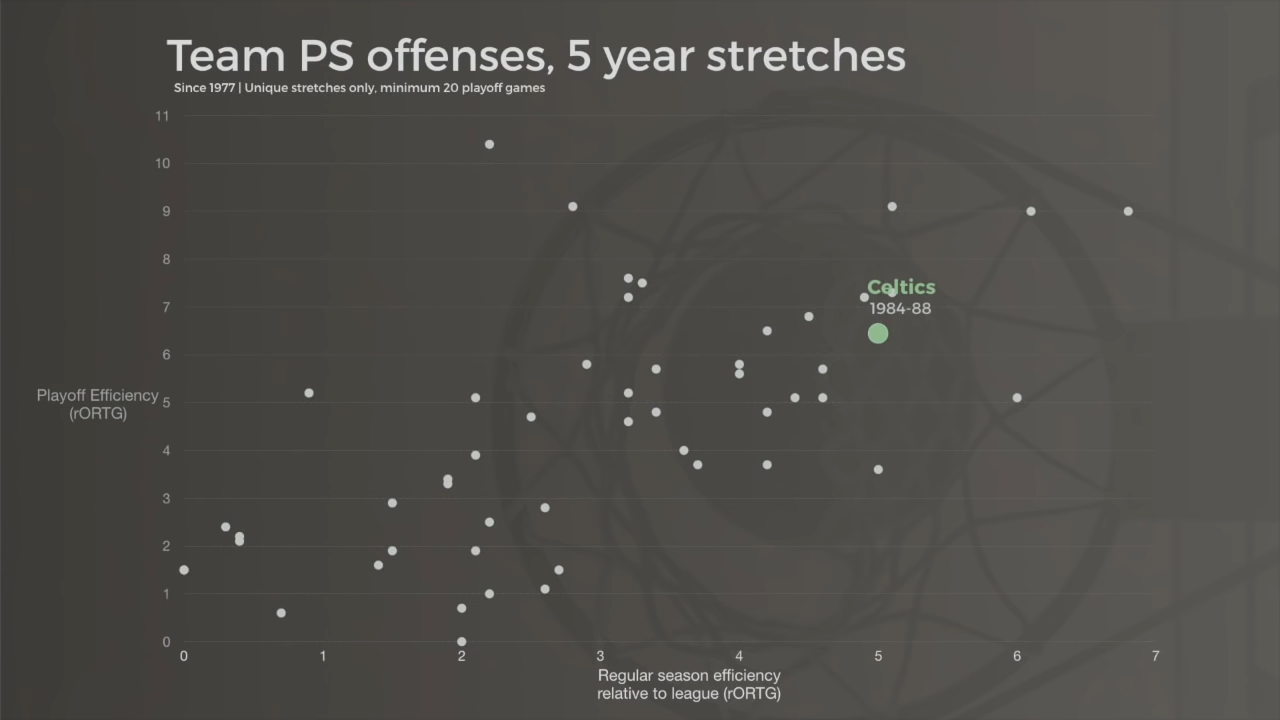 Team PS offenses, 5 year stretches
Since 1977 | Unique stretches only, minimum 20 playoff games
11
10
9
8
7
6
5
4
3
2
1
0
Playoff Efficiency
(rORTG)
Celtics
1984-88
0 1 2 3 4 5 6 7
Regular season efficiency
relative to league (rORTG)